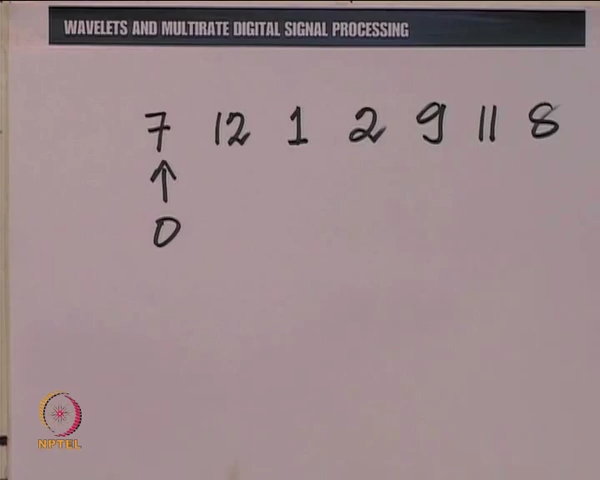 WAVELETS AND MULTIRATE DIGITAL SIGNAL PROCESSING
7 12 1 2 9 11 8
↑
0
NPTEL